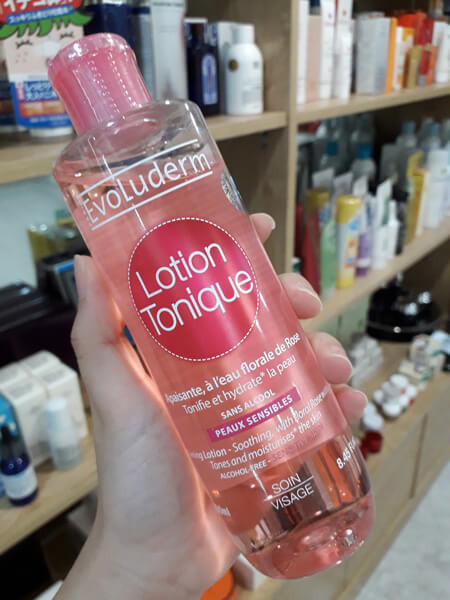 Evoluderm
Lotion
Tonique
Apaisante, à l'eau florale de Rose
Tonifie et hydrate* la peau
SANS ALCOOL
PEAUX SENSIBLES
Lotion - Soothing, with floral Rose
Tones and moisturises* the skin
ALCOHOL-FREE -
SOIN
VISAGE